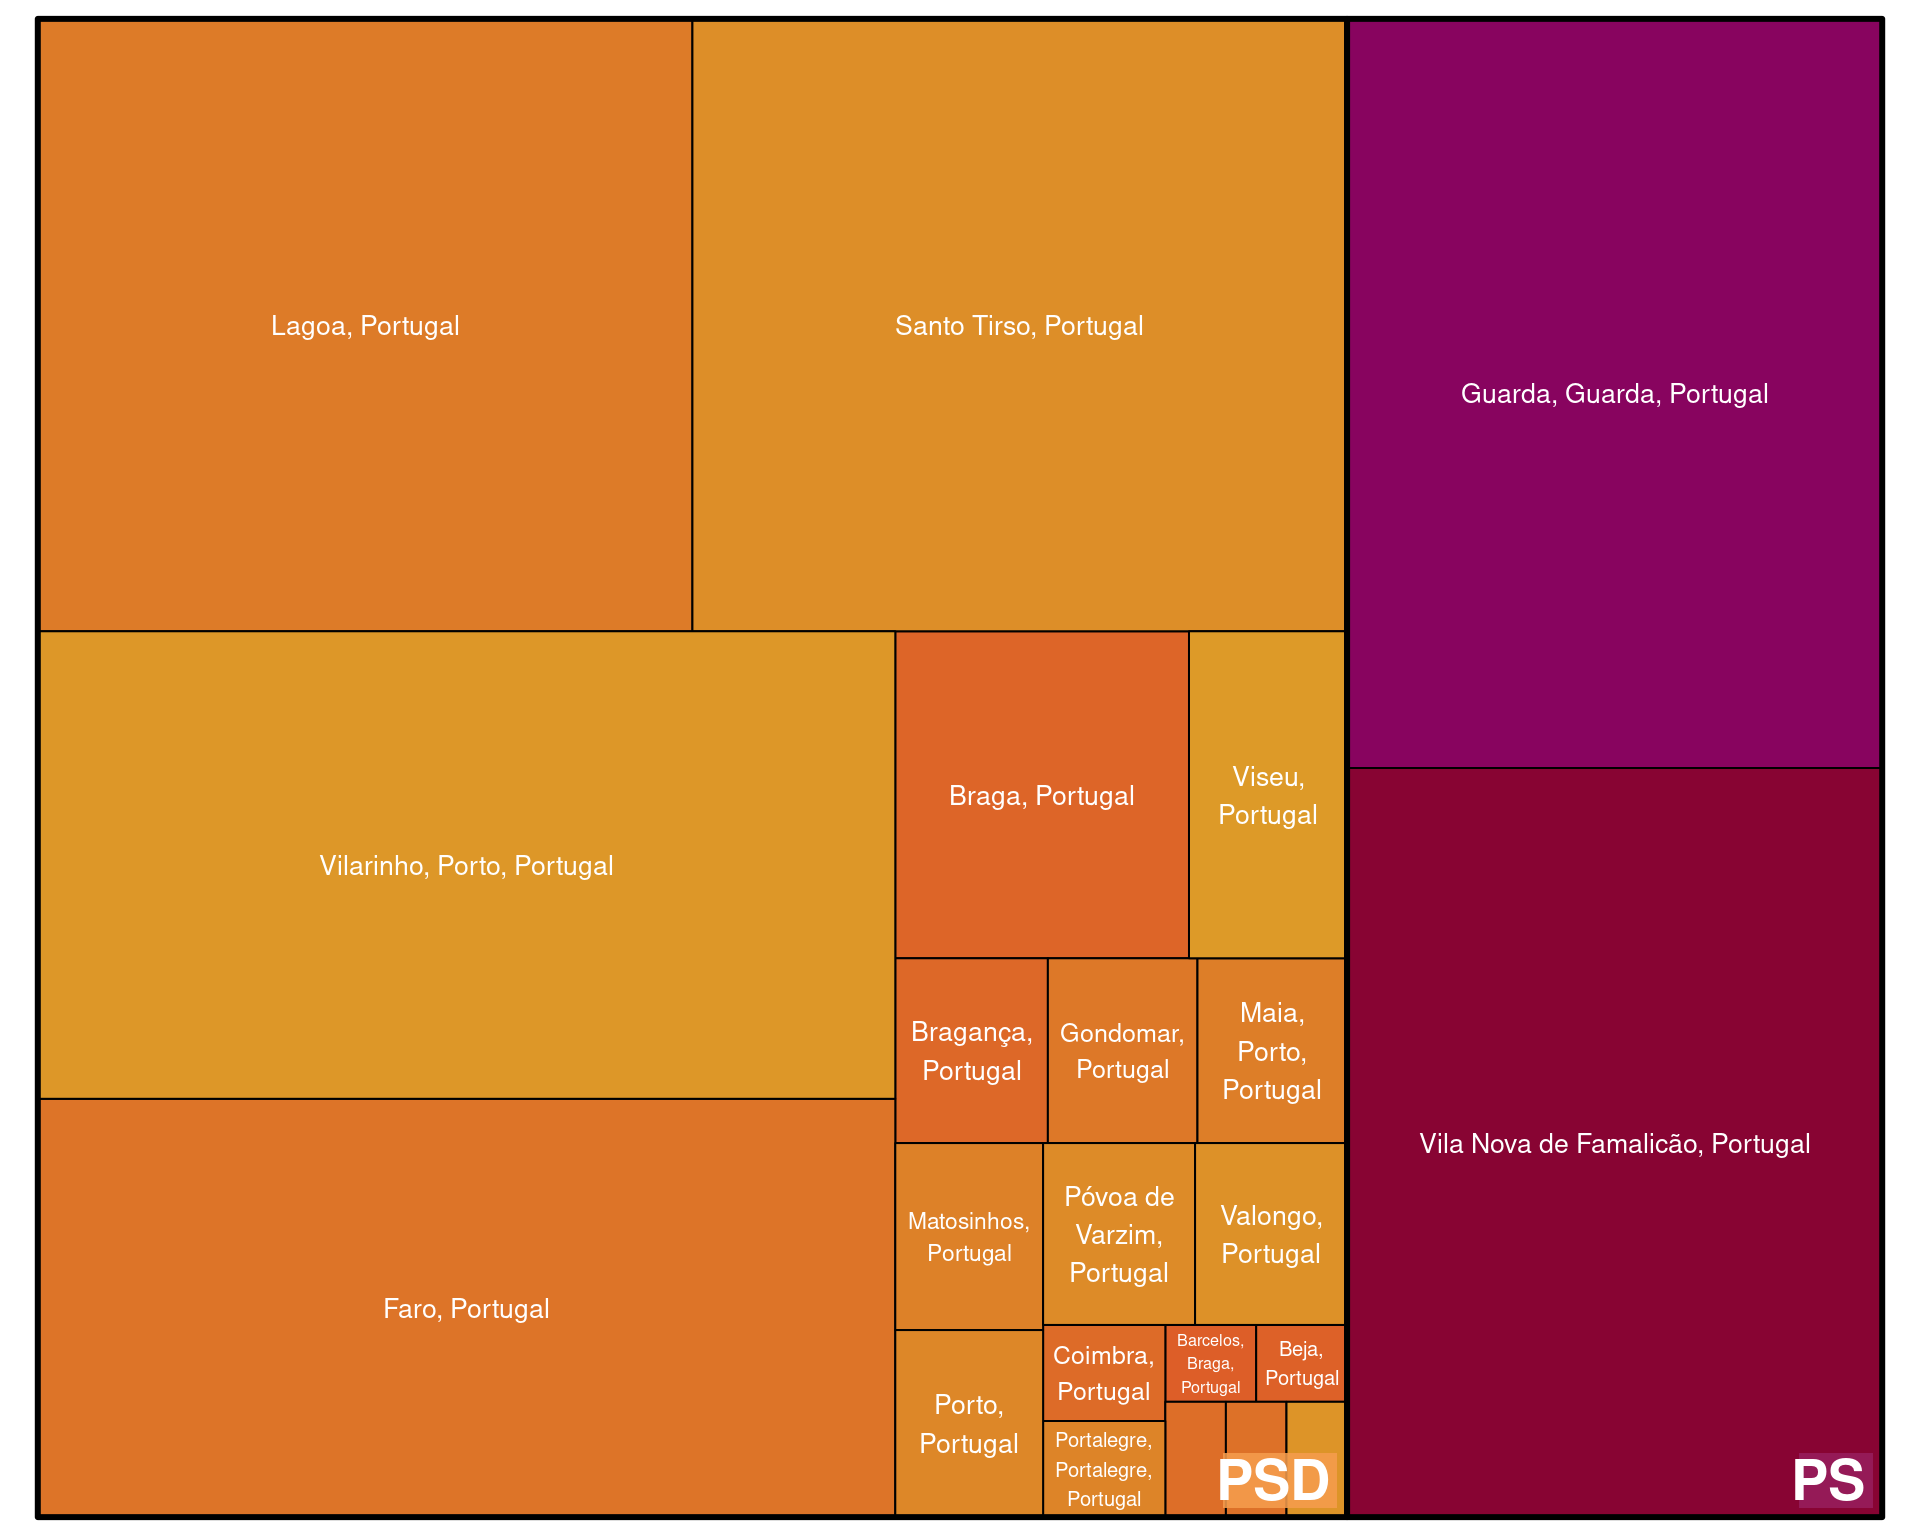 Lagoa, Portugal
Santo Tirso, Portugal
Guarda, Guarda, Portugal
Vilarinho, Porto, Portugal
Braga, Portugal
Viseu,
Portugal
Bragança,
Portugal
Gondomar,
Portugal
Maia,
Porto,
Portugal
Vila Nova de Famalicão, Portugal
Faro, Portugal
Matosinhos,
Portugal
Póvoa de
Varzim,
Portugal
Valongo,
Portugal
Porto,
Portugal
Coimbra,
Portugal
Barcelos,
Braga,
Portugal
Beja,
Portugal
Portalegre,
Portalegre,
Portugal
PSD
PS